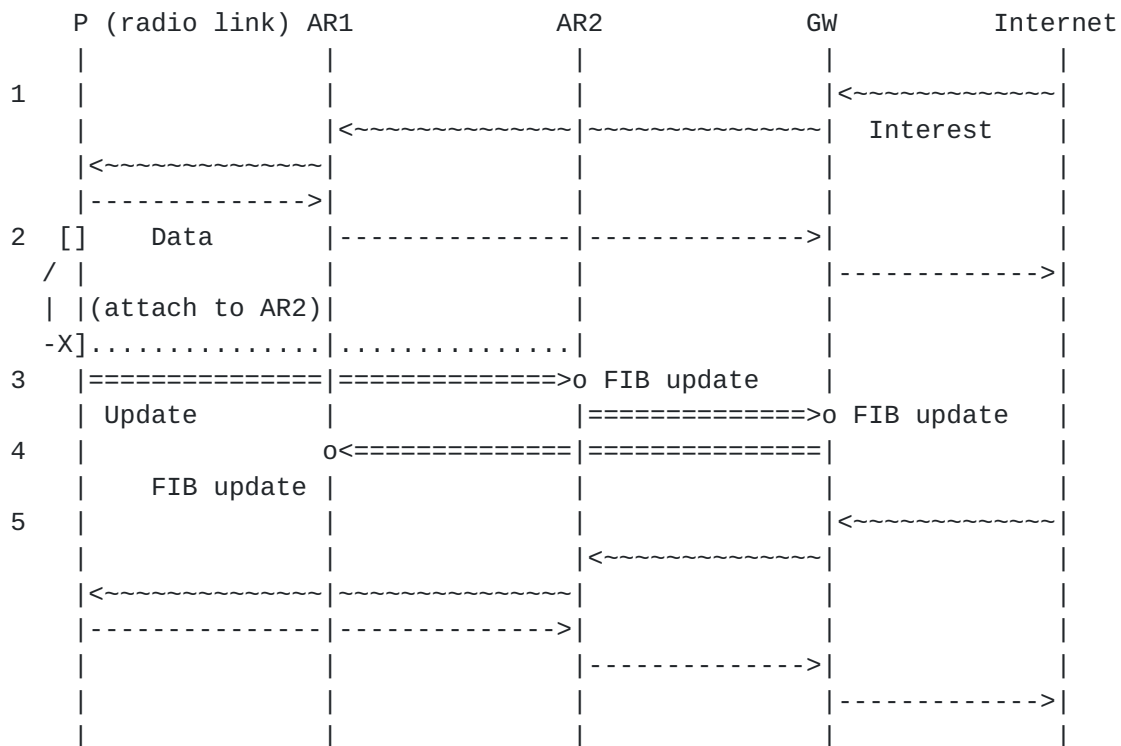 P (radio link) AR1             AR2             GW          Internet
    |               |               |               |              |
1   |               |               |               |<~~~~~~~~~~~~~|
    |               |<~~~~~~~~~~~~~~|~~~~~~~~~~~~~~~|  Interest    |
    |<~~~~~~~~~~~~~~|               |               |              |
    |-------------->|               |               |              |
2  []    Data       |---------------|-------------->|              |
  / |               |               |               |------------->|
  | |(attach to AR2)|               |               |              |
  -X]...............|...............|               |              |
3   |===============|==============>o FIB update    |              |
    | Update        |               |==============>o FIB update   |
4   |               o<==============|===============|              |
    |    FIB update |               |               |              |
5   |               |               |               |<~~~~~~~~~~~~~|
    |               |               |<~~~~~~~~~~~~~~|              |
    |<~~~~~~~~~~~~~~|~~~~~~~~~~~~~~~|               |              |
    |---------------|-------------->|               |              |
    |               |               |-------------->|              |
    |               |               |               |------------->|
    |               |               |               |              |